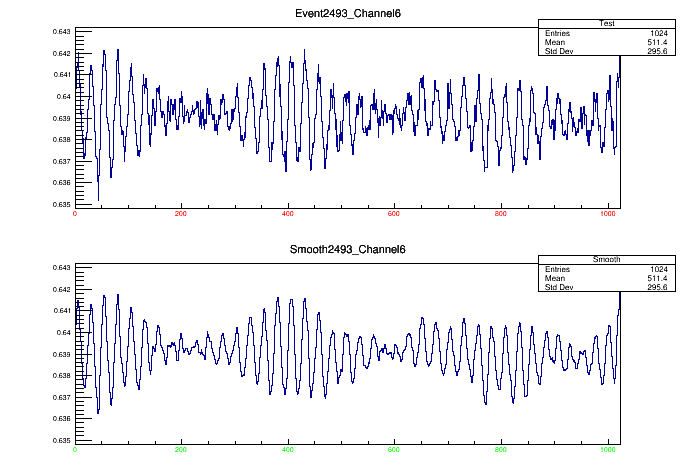 Event2493_Channel6
Test
Entries 1024
Mean 511.4
Std Dev 295.6
0.643
0.642
0.641
0.64
0.639
0.638
0.637
0.636
0.635
0 200 400 600 800 1000
Smooth2493_Channel6
Smooth
Entries 1024
Mean 511.4
Std Dev 295.6
0.643
0.642
0.641
0.64
0.639
0.638
0.637
0.636
0.635
0 200 400 600 800 1000